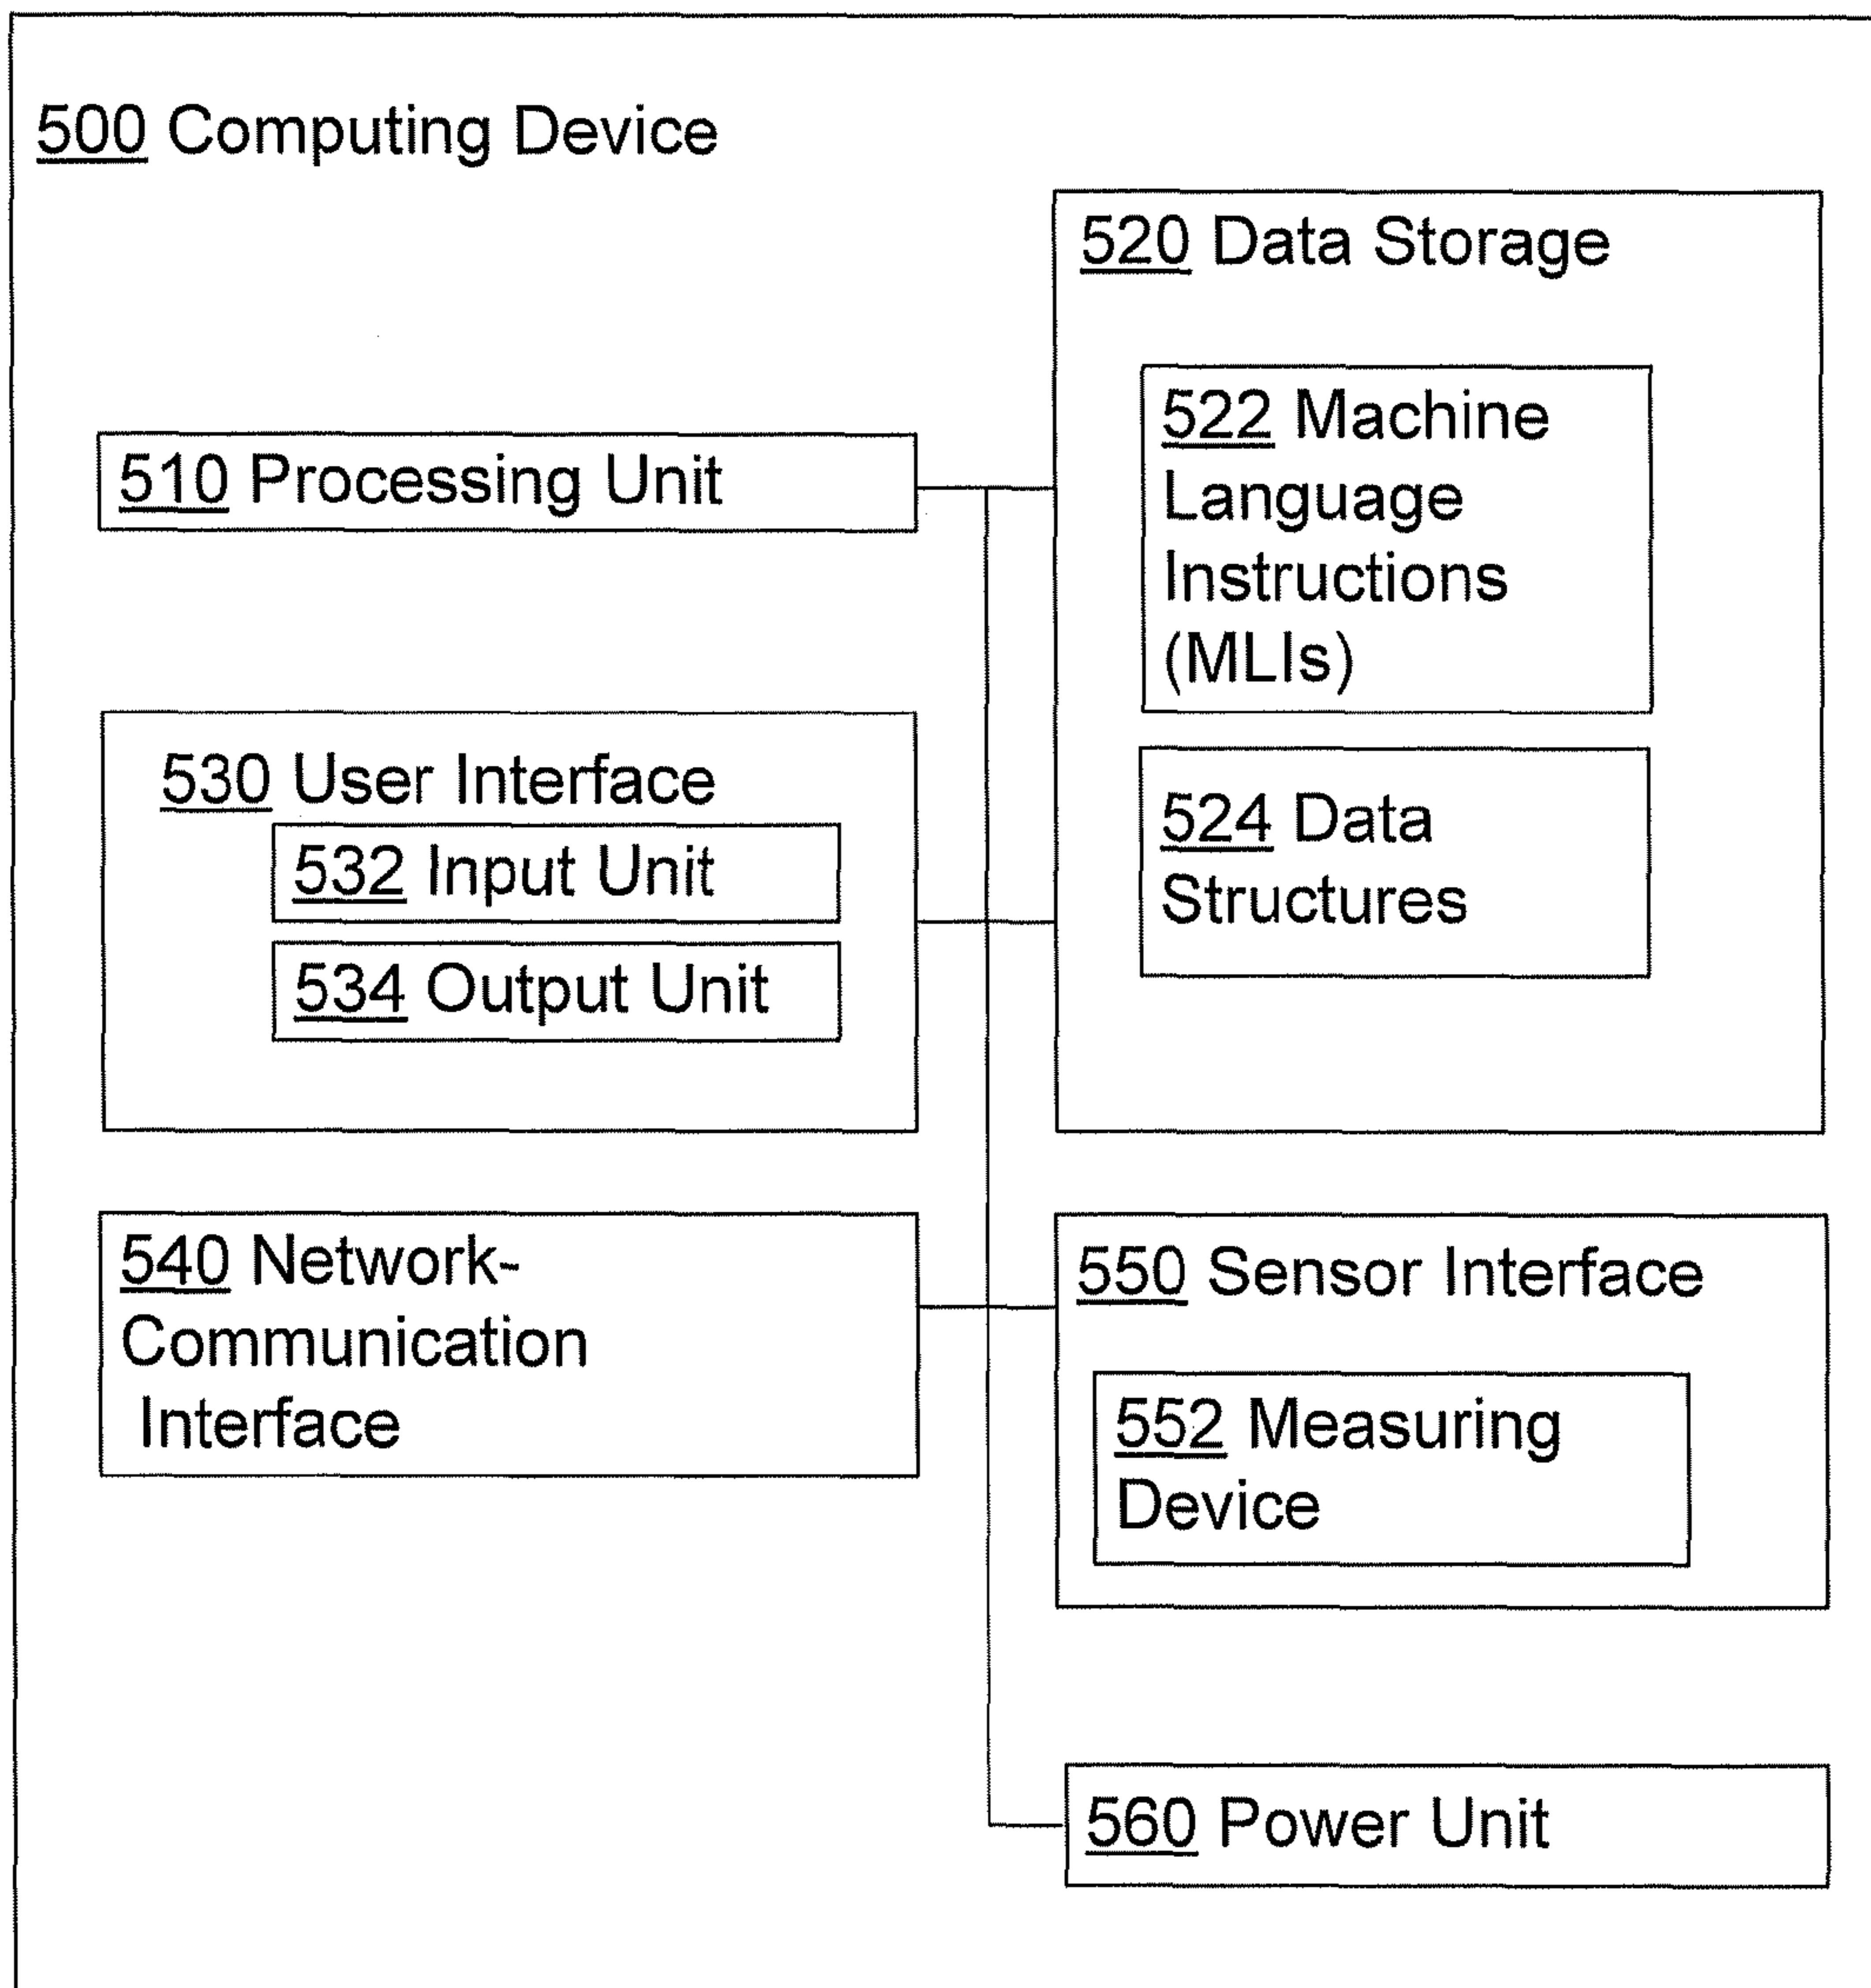 500 Computing Device
520 Data Storage
522 Machine
Language
Instructions
(MLIs)
524 Data
Structures
510 Processing Unit
530 User Interface
532 Input Unit
534 Output Unit
540 Network-
Communication
Interface
550 Sensor Interface
552 Measuring
Device
560 Power Unit